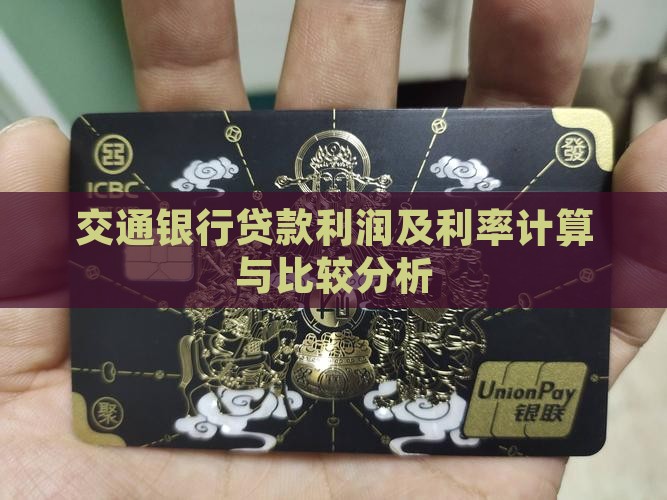 發
ICBC
交通银行贷款利润及利率计算
与比较分析
聚
UnionPay
银联